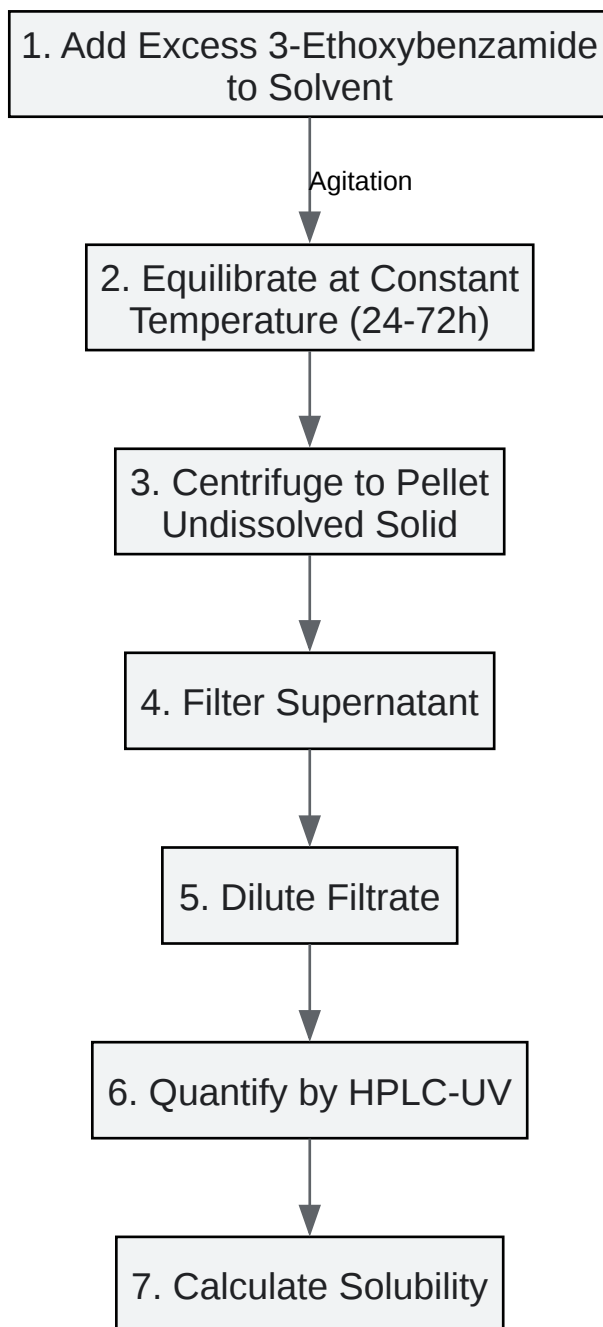 1. Add Excess 3-Ethoxybenzamide
to Solvent
Agitation
2. Equilibrate at Constant
Temperature (24-72h)
3. Centrifuge to Pellet
Undissolved Solid
4. Filter Supernatant
5. Dilute Filtrate
6. Quantify by HPLC-UV
7. Calculate Solubility